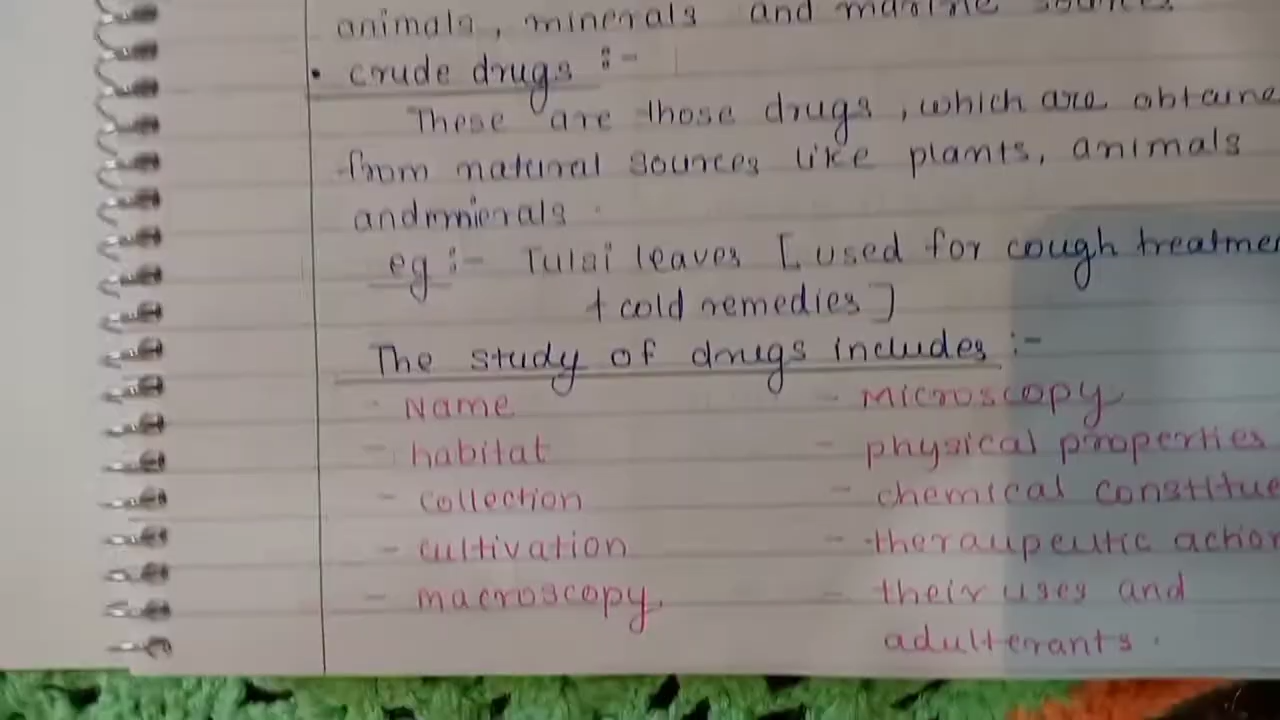 animals, minerals and marine sources
• crude drugs :-
These are those drugs, which are obtaine
from natural sources like plants, animals
and minerals.
eg :- Tulsi leaves [used for cough treatme
+ cold remedies]
The study of drugs includes :-
- Name - Microscopy
- habitat - physical properties
- collection - chemical constitue
- cultivation - theraupeutic action
- macroscopy - their uses and
adulterants.